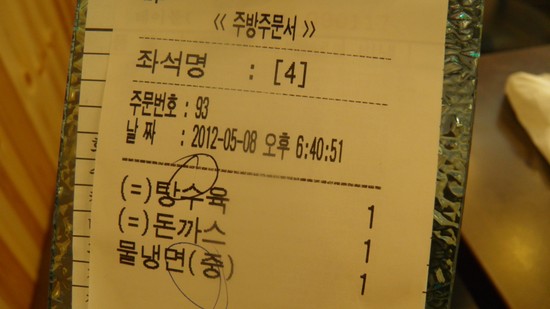 《 주방주문서 》
좌석명 : [4]
주문번호 : 93
날 짜 : 2012-05-08 오후 6:40:51
(=)탕수육 1
(=)돈까스 1
물냉면(중) 1